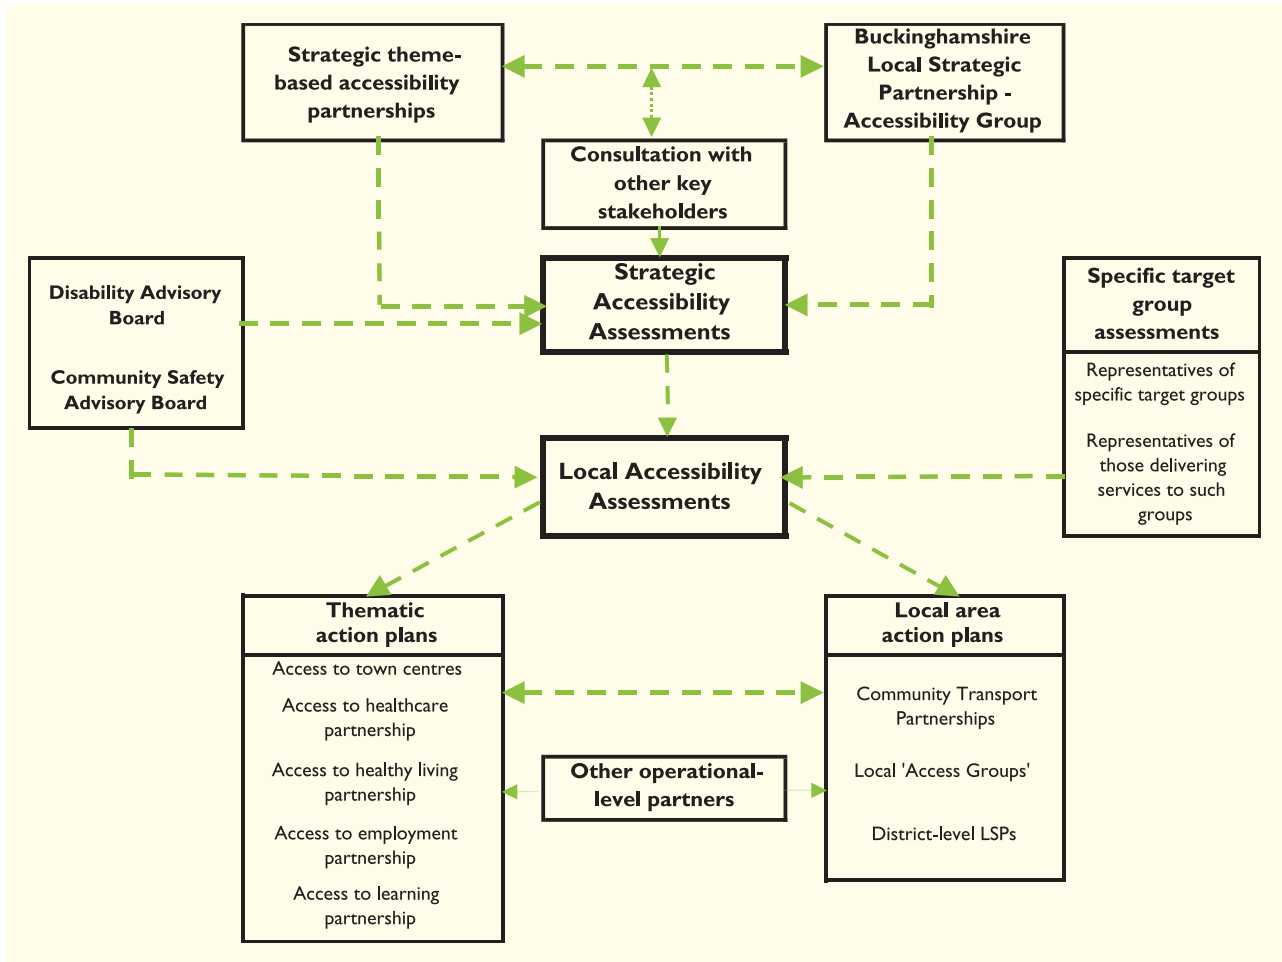 Strategic theme-
based accessibility
partnerships
Buckinghamshire
Local Strategic
Partnership -
Accessibility Group
Consultation with
other key
stakeholders
Disability Advisory
Board
Community Safety
Advisory Board
Strategic
Accessibility
Assessments
Specific target
group
assessments
Representatives of
specific target groups
Representatives of
those delivering
services to such
groups
Local Accessibility
Assessments
Thematic
action plans
Access to town centres
Access to healthcare
partnership
Access to healthy living
partnership
Access to employment
partnership
Access to learning
partnership
Other operational-
level partners
Local area
action plans
Community Transport
Partnerships
Local 'Access Groups'
District-level LSPs